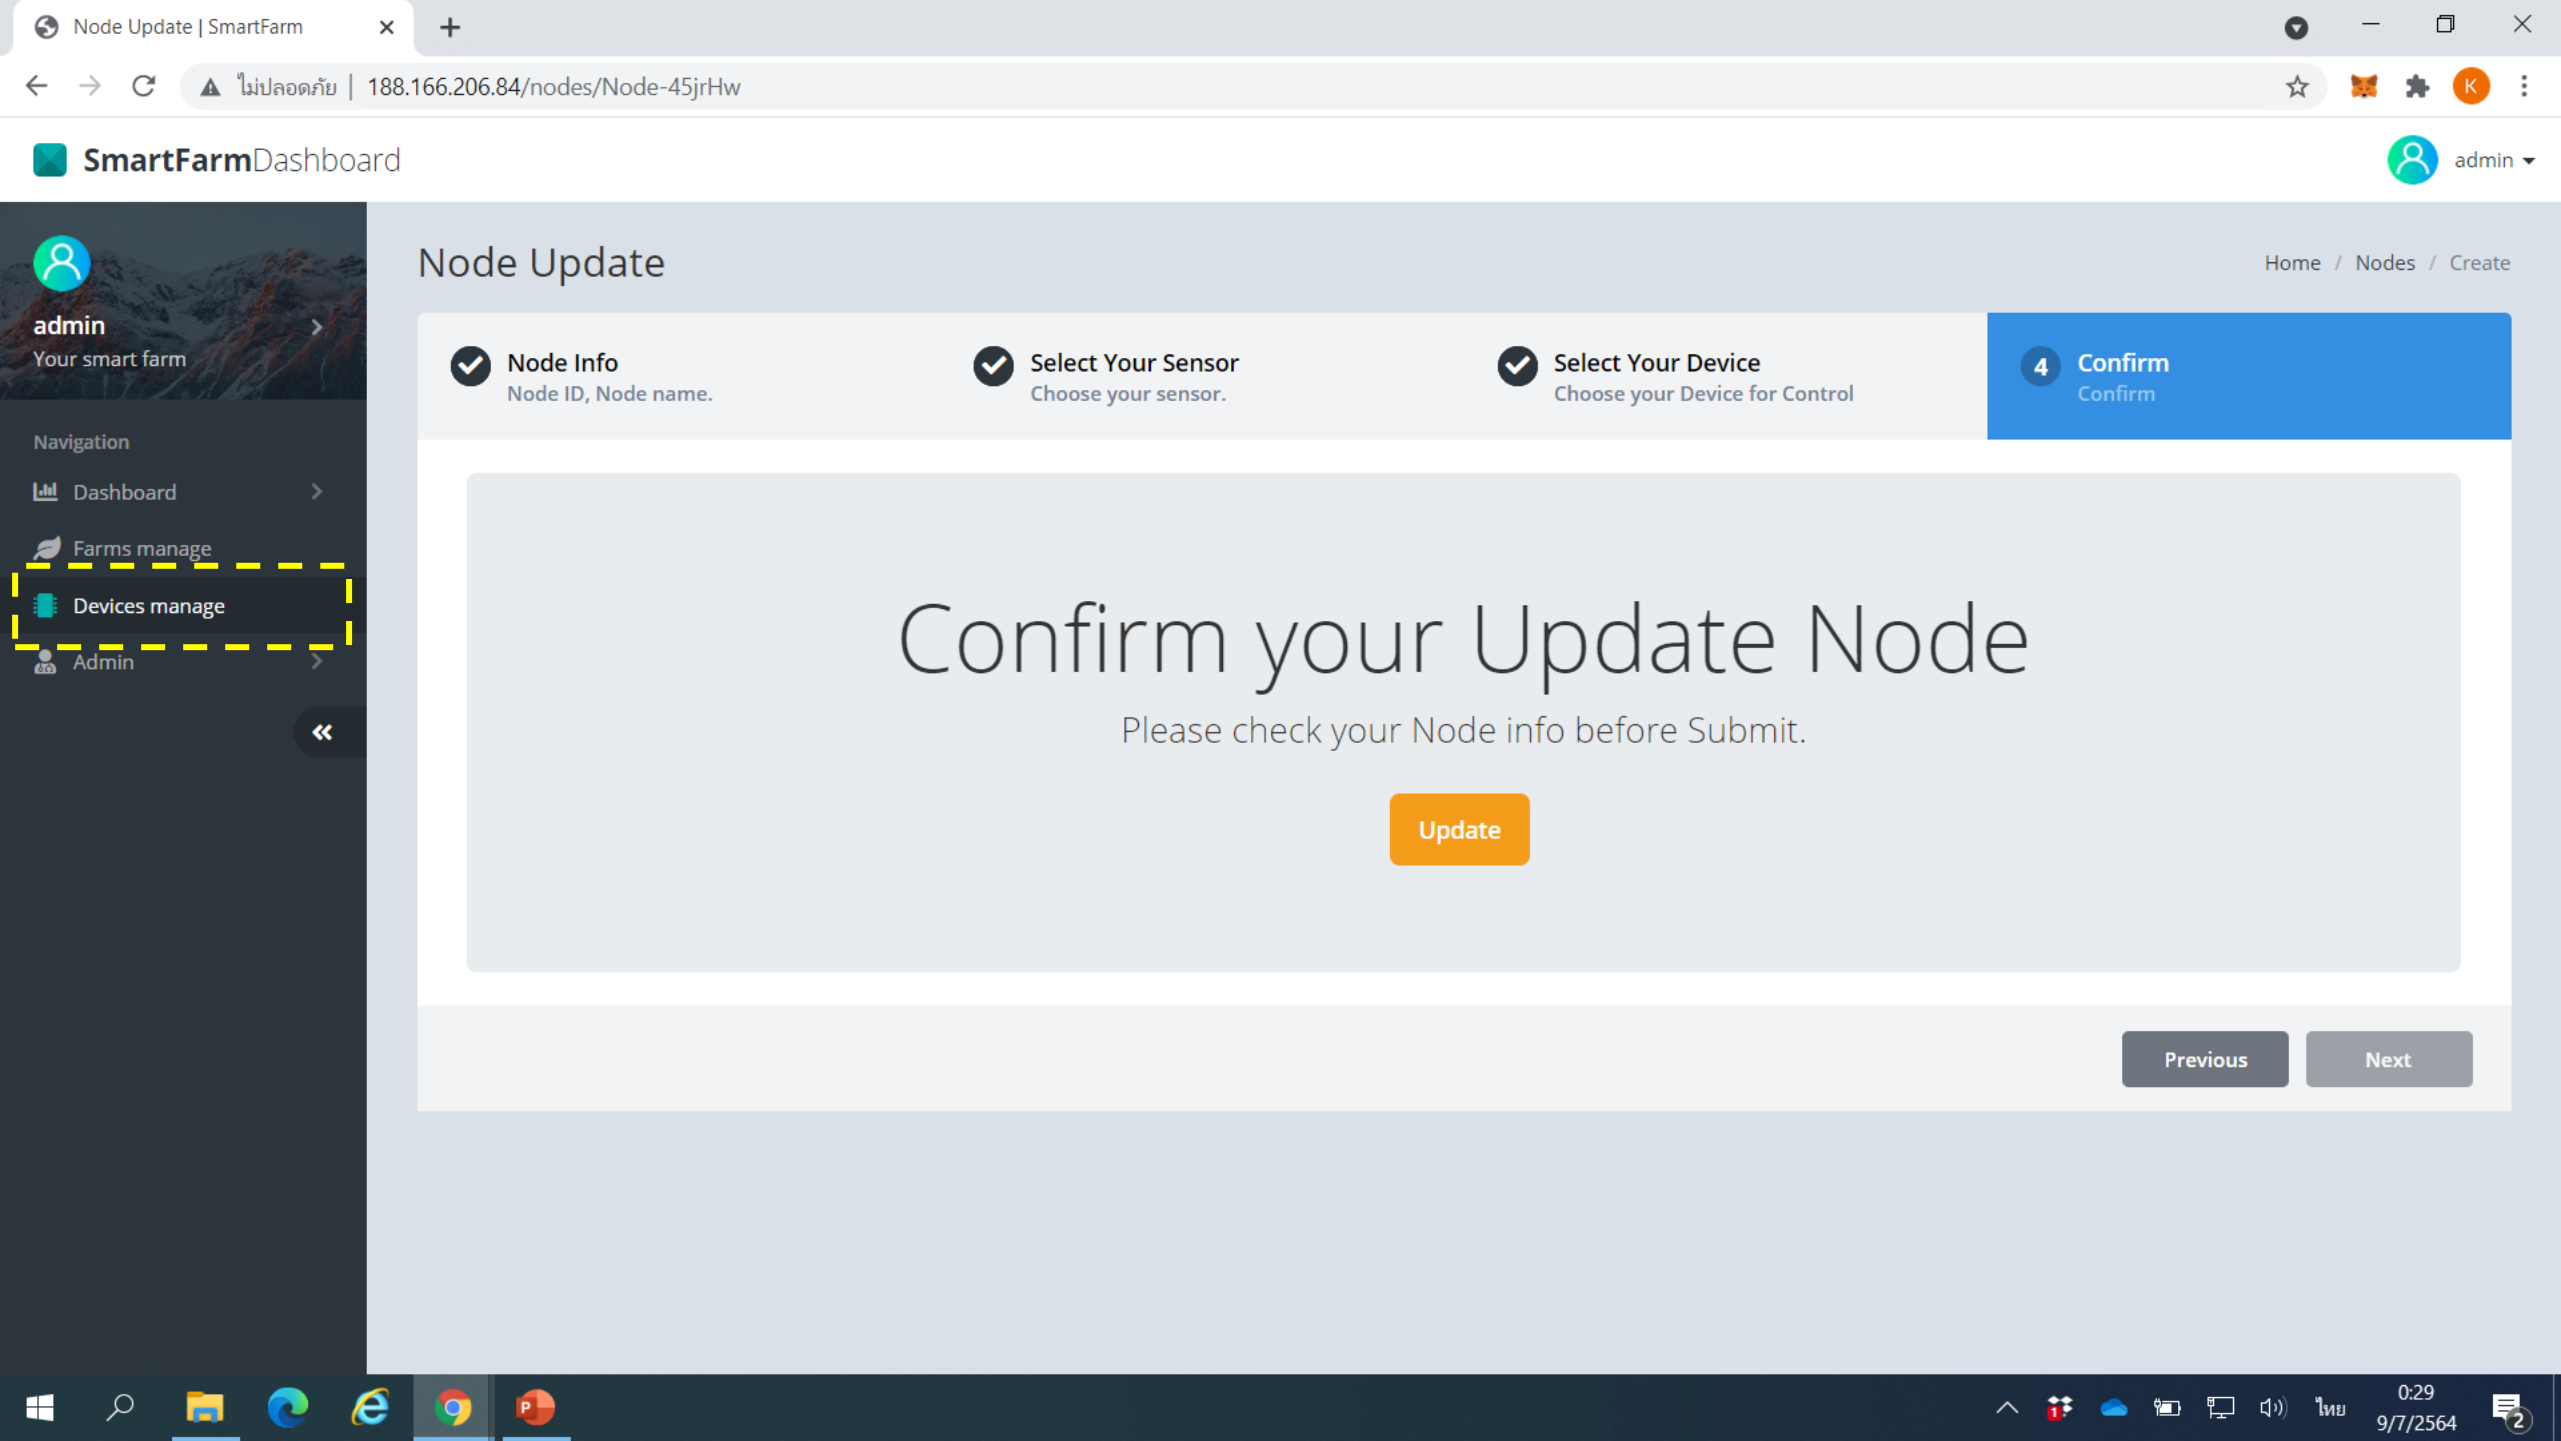 Node Update | SmartFarm
ไม่ปลอดภัย | 188.166.206.84/nodes/Node-45jrHw
K
SmartFarmDashboard
admin
admin
Your smart farm
Navigation
Dashboard
Farms manage
Devices manage
Admin
Node Update
Home / Nodes / Create
Node Info
Node ID, Node name.
Select Your Sensor
Choose your sensor.
Select Your Device
Choose your Device for Control
4
Confirm
Confirm
Confirm your Update Node
Please check your Node info before Submit.
Update
Previous
Next
P
1
ไทย
0:29
9/7/2564
2